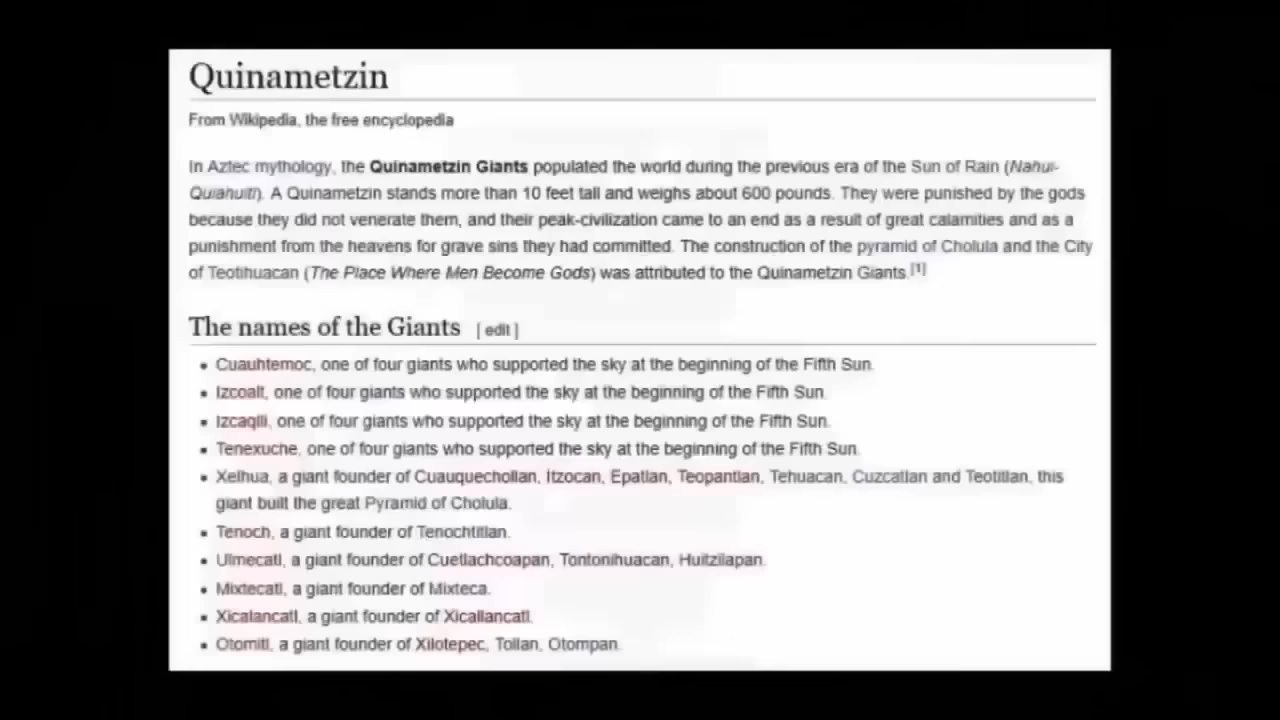 Quinametzin
From Wikipedia, the free encyclopedia
In Aztec mythology, the Quinametzin Giants populated the world during the previous era of the Sun of Rain (Nahui-
Quiahuitl). A Quinametzin stands more than 10 feet tall and weighs about 600 pounds. They were punished by the gods
because they did not venerate them, and their peak-civilization came to an end as a result of great calamities and as a
punishment from the heavens for grave sins they had committed. The construction of the pyramid of Cholula and the City
of Teotihuacan (The Place Where Men Become Gods) was attributed to the Quinametzin Giants.[1]
The names of the Giants [ edit ]
• Cuauhtemoc, one of four giants who supported the sky at the beginning of the Fifth Sun.
• Izcoalt, one of four giants who supported the sky at the beginning of the Fifth Sun.
• Izcaqlli, one of four giants who supported the sky at the beginning of the Fifth Sun.
• Tenexuche, one of four giants who supported the sky at the beginning of the Fifth Sun.
• Xelhua, a giant founder of Cuauquechollan, Itzocan, Epatlan, Teopantlan, Tehuacan, Cuzcatlan and Teotitlan, this
giant built the great Pyramid of Cholula.
• Tenoch, a giant founder of Tenochtitlan.
• Ulmecatl, a giant founder of Cuetlachcoapan, Tontonihuacan, Huitzilapan.
• Mixtecatl, a giant founder of Mixteca.
• Xicalancatl, a giant founder of Xicallancatl.
• Otomitl, a giant founder of Xilotepec, Tollan, Otompan.